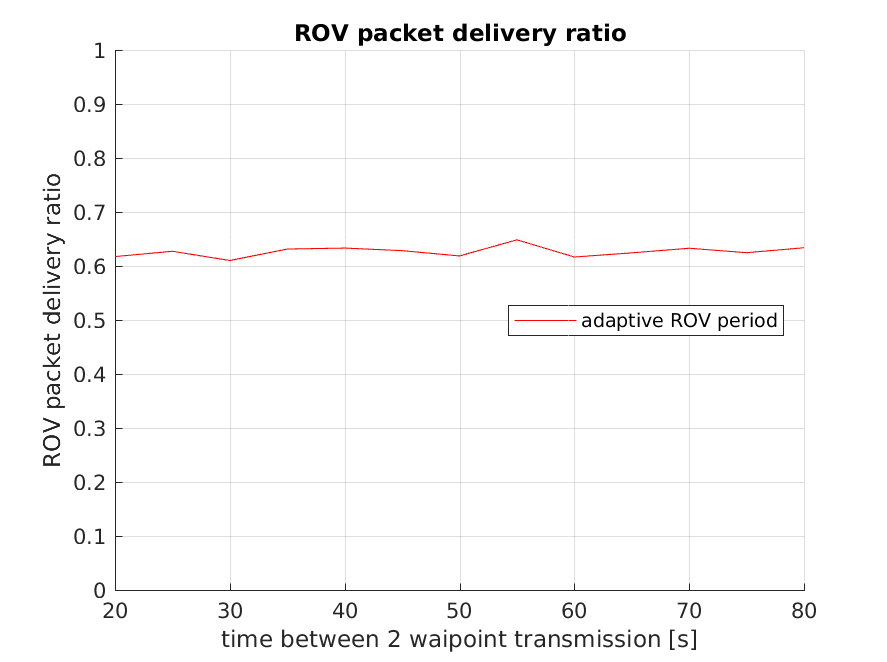 ROV packet delivery ratio
ROV packet delivery ratio
1
0.9
0.8
0.7
0.6
0.5
0.4
0.3
0.2
0.1
0
adaptive ROV period
20 30 40 50 60 70 80
time between 2 waipoint transmission [s]